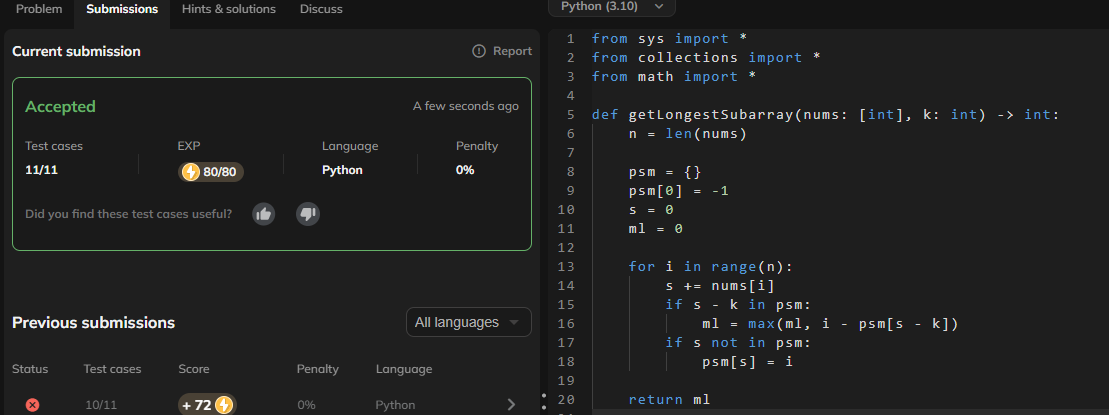 Problem Submissions Hints & solutions Discuss
Current submission
Report
Accepted
A few seconds ago
Test cases EXP Language Penalty
11/11 80/80 Python 0%
Did you find these test cases useful?
Previous submissions
All languages
Status Test cases Score Penalty Language
10/11 + 72 0% Python
Python (3.10)
1 from sys import *
2 from collections import *
3 from math import *
4
5 def getLongestSubarray(nums: [int], k: int) -> int:
6     n = len(nums)
7
8     psm = {}
9     psm[0] = -1
10     s = 0
11     ml = 0
12
13     for i in range(n):
14         s += nums[i]
15         if s - k in psm:
16             ml = max(ml, i - psm[s - k])
17         if s not in psm:
18             psm[s] = i
19
20     return ml